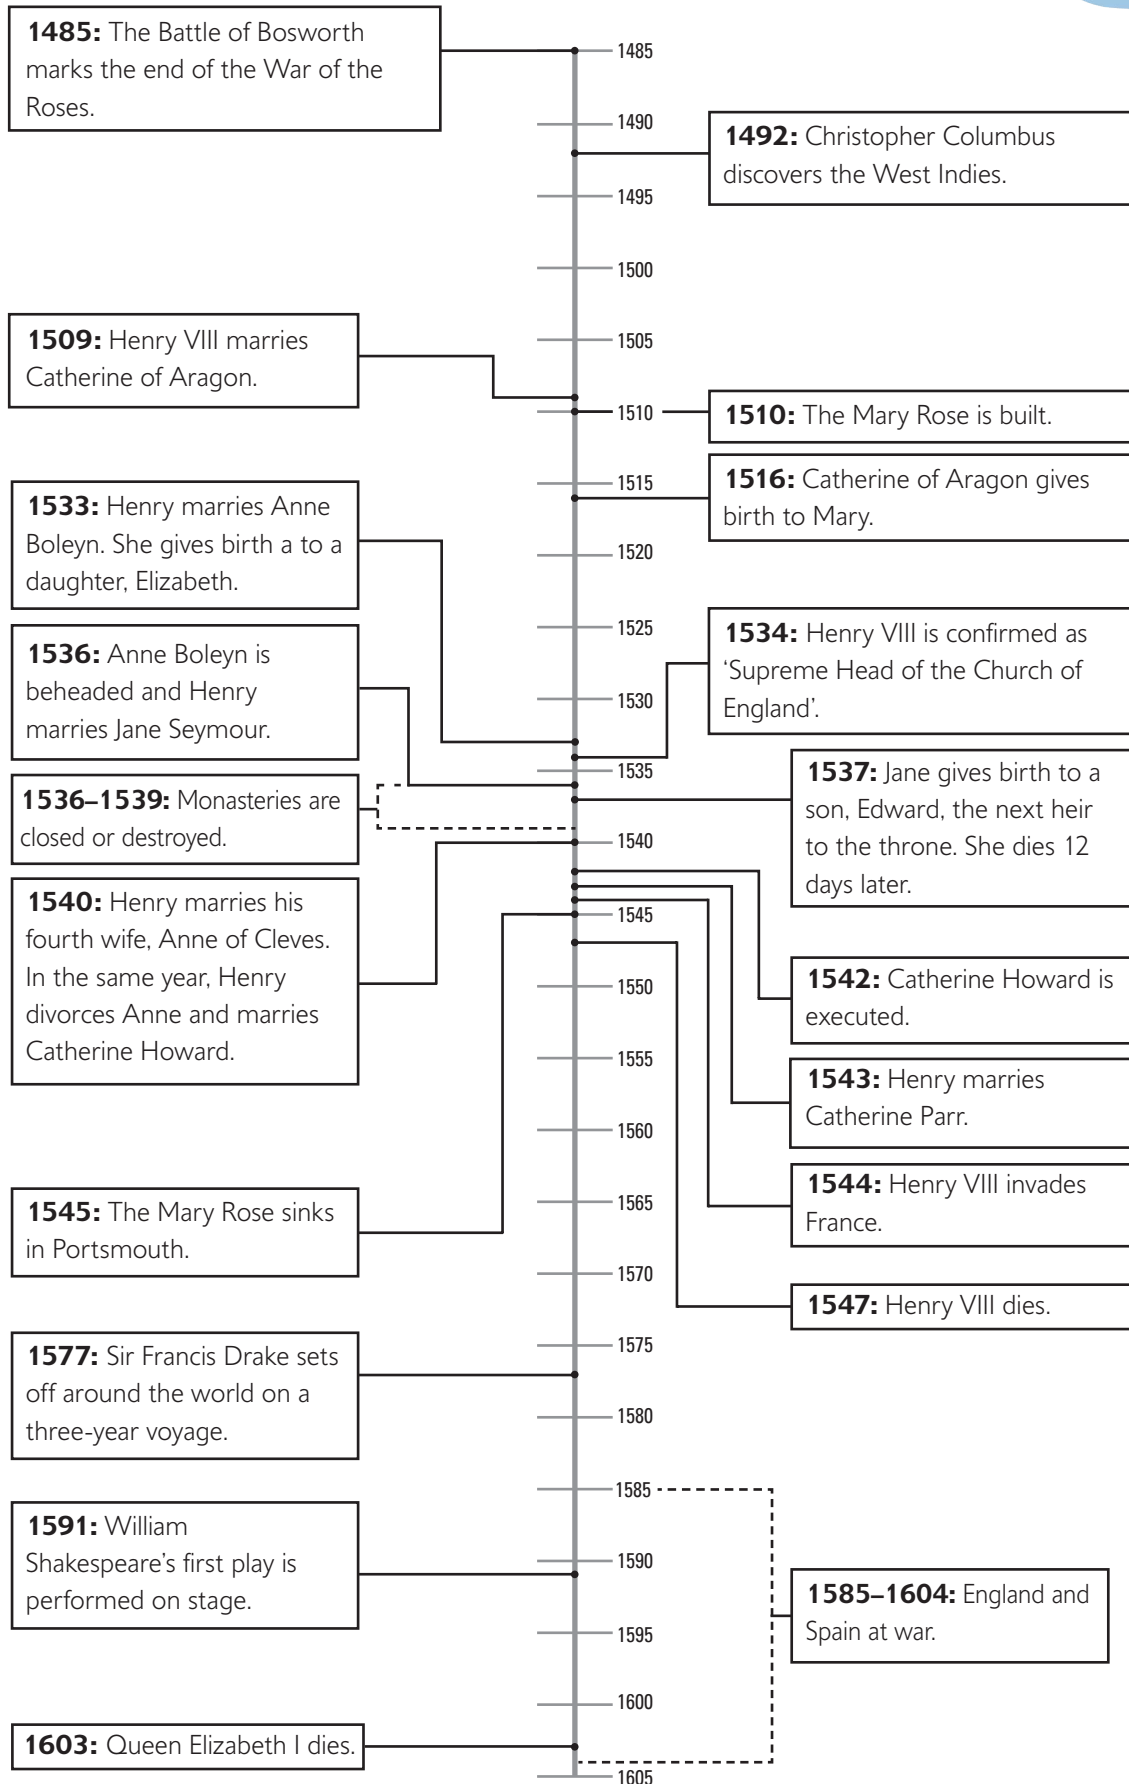 1485: The Battle of Bosworth
marks the end of the War of the
Roses.
1485
1490
1492: Christopher Columbus
discovers the West Indies.
1495
1500
1509: Henry VIII marries
Catherine of Aragon.
1505
1510
1510: The Mary Rose is built.
1533: Henry marries Anne
Boleyn. She gives birth a to a
daughter, Elizabeth.
1515
1516: Catherine of Aragon gives
birth to Mary.
1520
1525
1534: Henry VIII is confirmed as
‘Supreme Head of the Church of
England’.
1536: Anne Boleyn is
beheaded and Henry
marries Jane Seymour.
1530
1535
1537: Jane gives birth to a
son, Edward, the next heir
to the throne. She dies 12
days later.
1536–1539: Monasteries are
closed or destroyed.
1540
1540: Henry marries his
fourth wife, Anne of Cleves.
In the same year, Henry
divorces Anne and marries
Catherine Howard.
1545
1550
1542: Catherine Howard is
executed.
1555
1543: Henry marries
Catherine Parr.
1560
1545: The Mary Rose sinks
in Portsmouth.
1565
1544: Henry VIII invades
France.
1570
1547: Henry VIII dies.
1577: Sir Francis Drake sets
off around the world on a
three-year voyage.
1575
1580
1585
1591: William
Shakespeare’s first play is
performed on stage.
1590
1585–1604: England and
Spain at war.
1595
1600
1603: Queen Elizabeth I dies.
1605